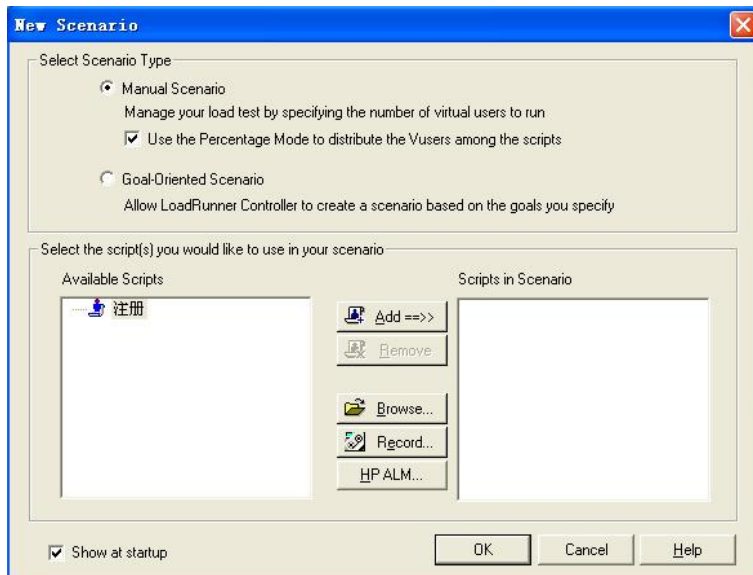 New Scenario
Select Scenario Type
Manual Scenario
Manage your load test by specifying the number of virtual users to run
Use the Percentage Mode to distribute the Vusers among the scripts
Goal-Oriented Scenario
Allow LoadRunner Controller to create a scenario based on the goals you specify
Select the script(s) you would like to use in your scenario
Available Scripts
Scripts in Scenario
注册
Add ==>>
Remove
Browse...
Record...
HP ALM...
Show at startup
OK
Cancel
Help